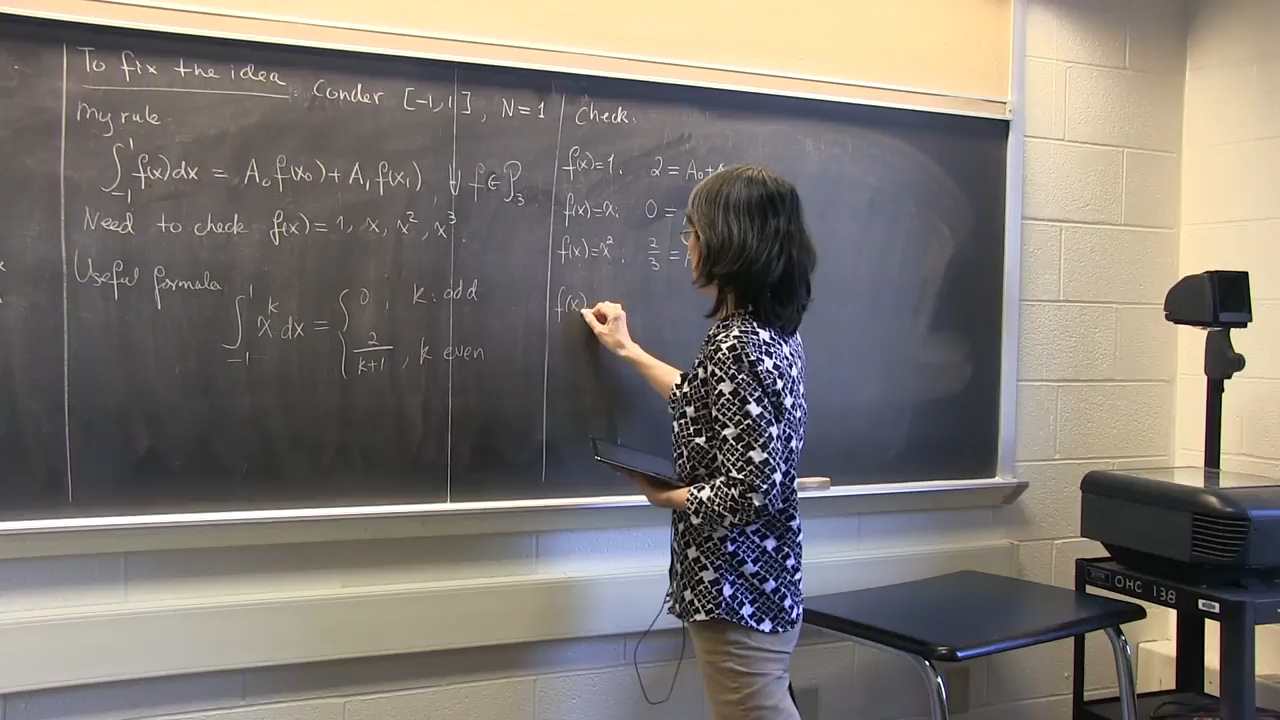 To fix the idea. Conder [-1, 1], N=1
My rule.
∫₋₁¹ f(x)dx = A₀f(x₀) + A₁f(x₁), ∀ f∈P₃
Need to check f(x) = 1, x, x², x³.
Useful formula
∫₋₁¹ xᵏ dx = { 0, k: odd
2/(k+1), k even
Check.
f(x)=1. 2 = A₀+A
f(x)=x: 0 =
f(x)=x²: 2/3 = A
f(x)
OHC 138